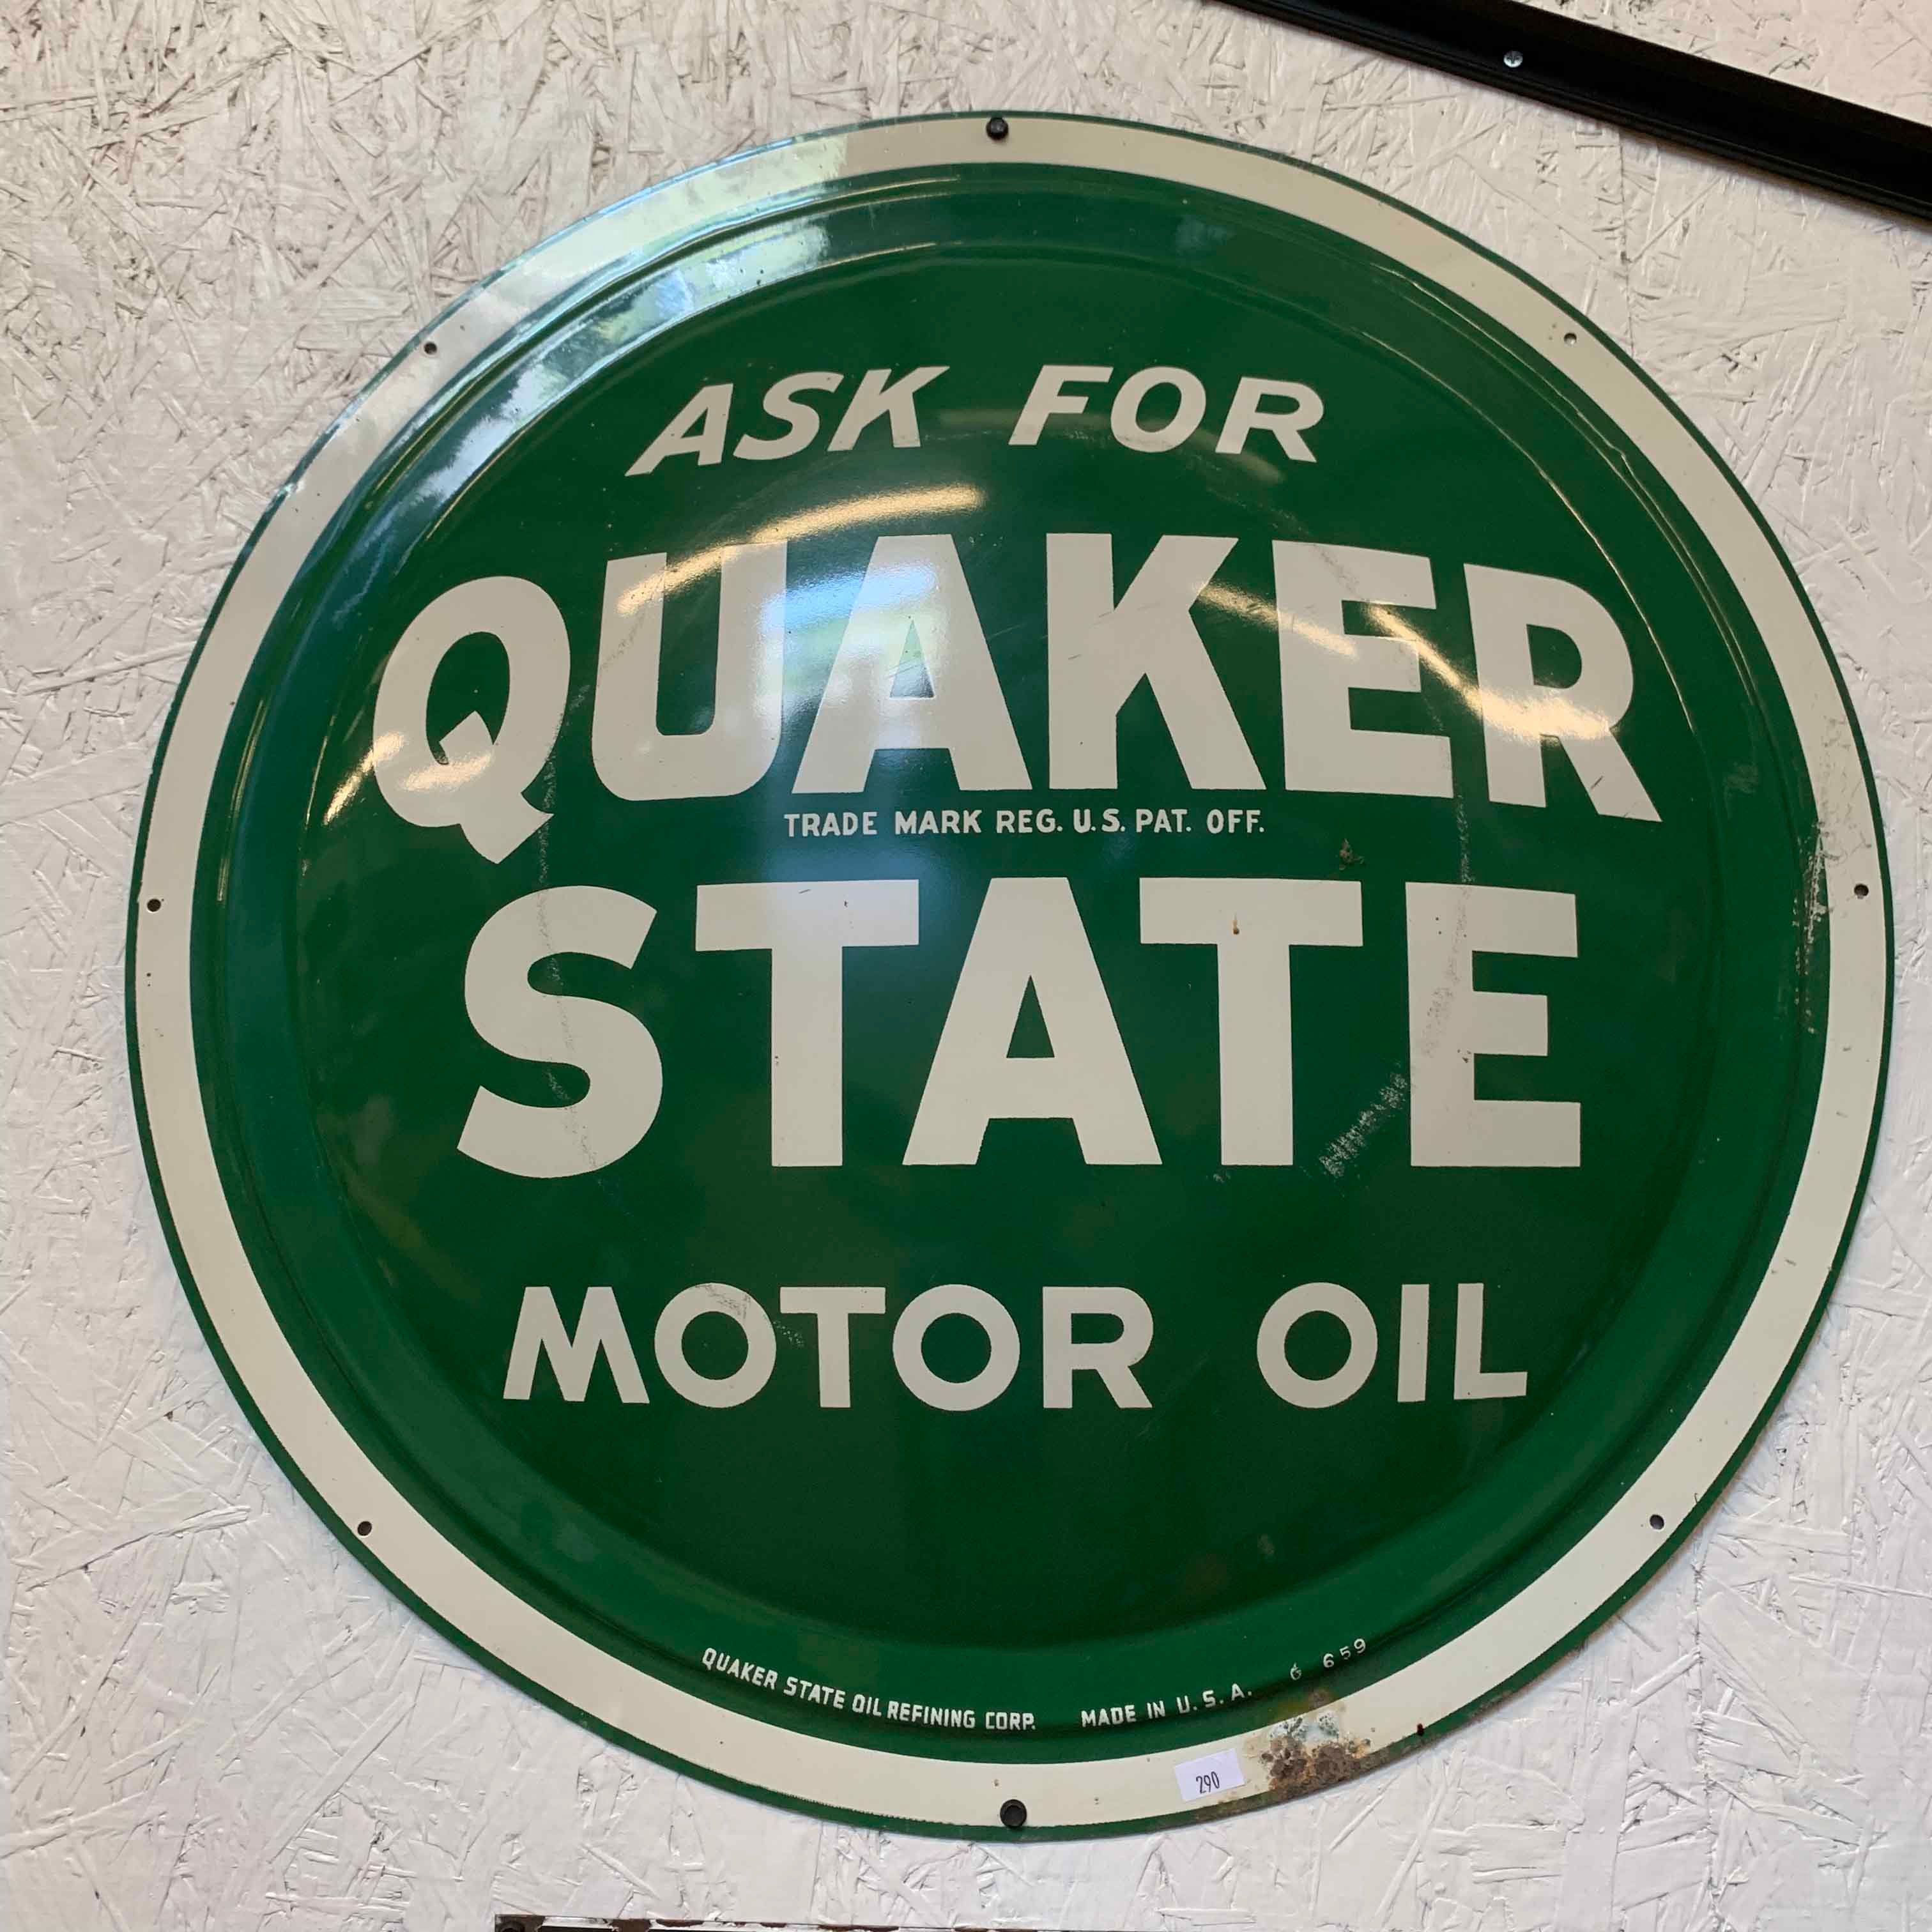 ASK FOR
QUAKER
TRADE MARK REG. U.S. PAT. OFF.
STATE
MOTOR OIL
QUAKER STATE OIL REFINING CORP. MADE IN U.S.A. G 659
290